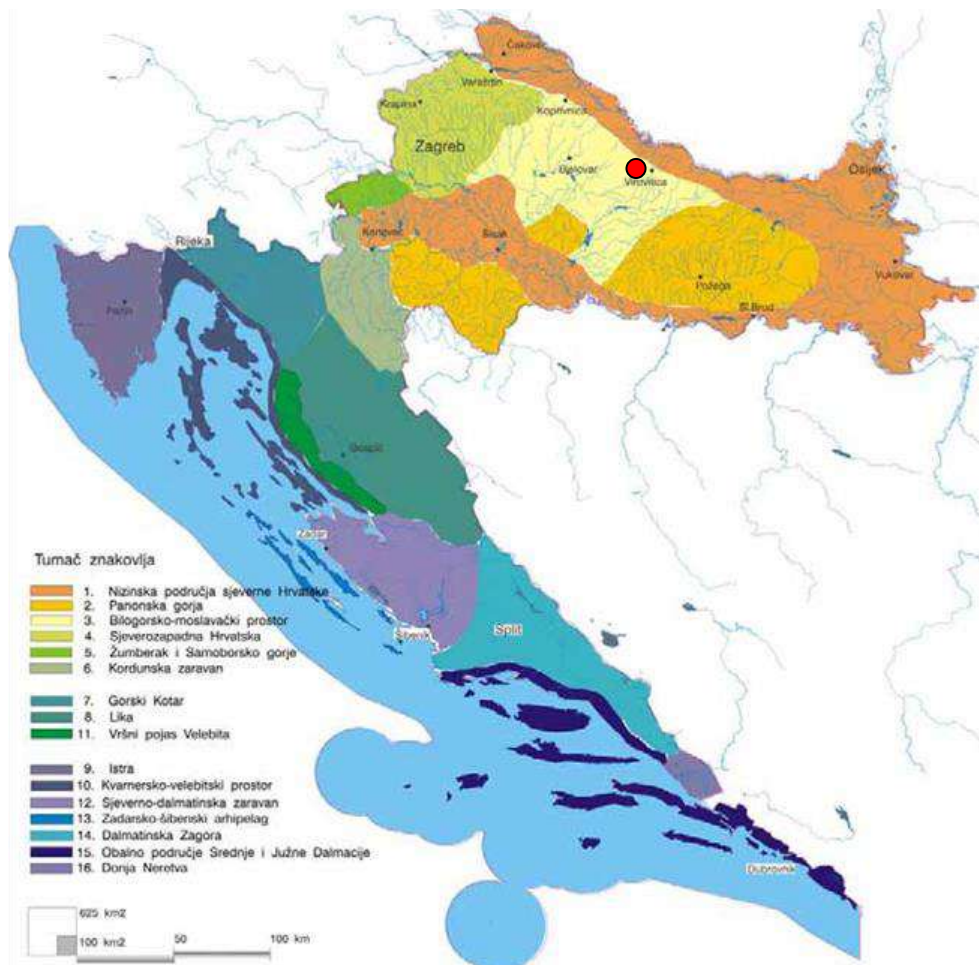 Čakovec
Varaždin
Krapina
Koprivnica
Zagreb
Bjelovar
Virovitica
Osijek
Karlovac
Sisak
Rijeka
Požega
Vukovar
Sl.Brod
Pazin
Gospić
Zadar
Šibenik
Split
Dubrovnik
Tumač znakovlja
1. Nizinska područja sjeverne Hrvatske
2. Panonska gorja
3. Bilogorsko-moslavački prostor
4. Sjeverozapadna Hrvatska
5. Žumberak i Samoborsko gorje
6. Kordunska zaravan
7. Gorski Kotar
8. Lika
11. Vršni pojas Velebita
9. Istra
10. Kvarnersko-velebitski prostor
12. Sjeverno-dalmatinska zaravan
13. Zadarsko-šibenski arhipelag
14. Dalmatinska Zagora
15. Obalno područje Srednje i Južne Dalmacije
16. Donja Neretva
625 km2
100 km2
50
100 km